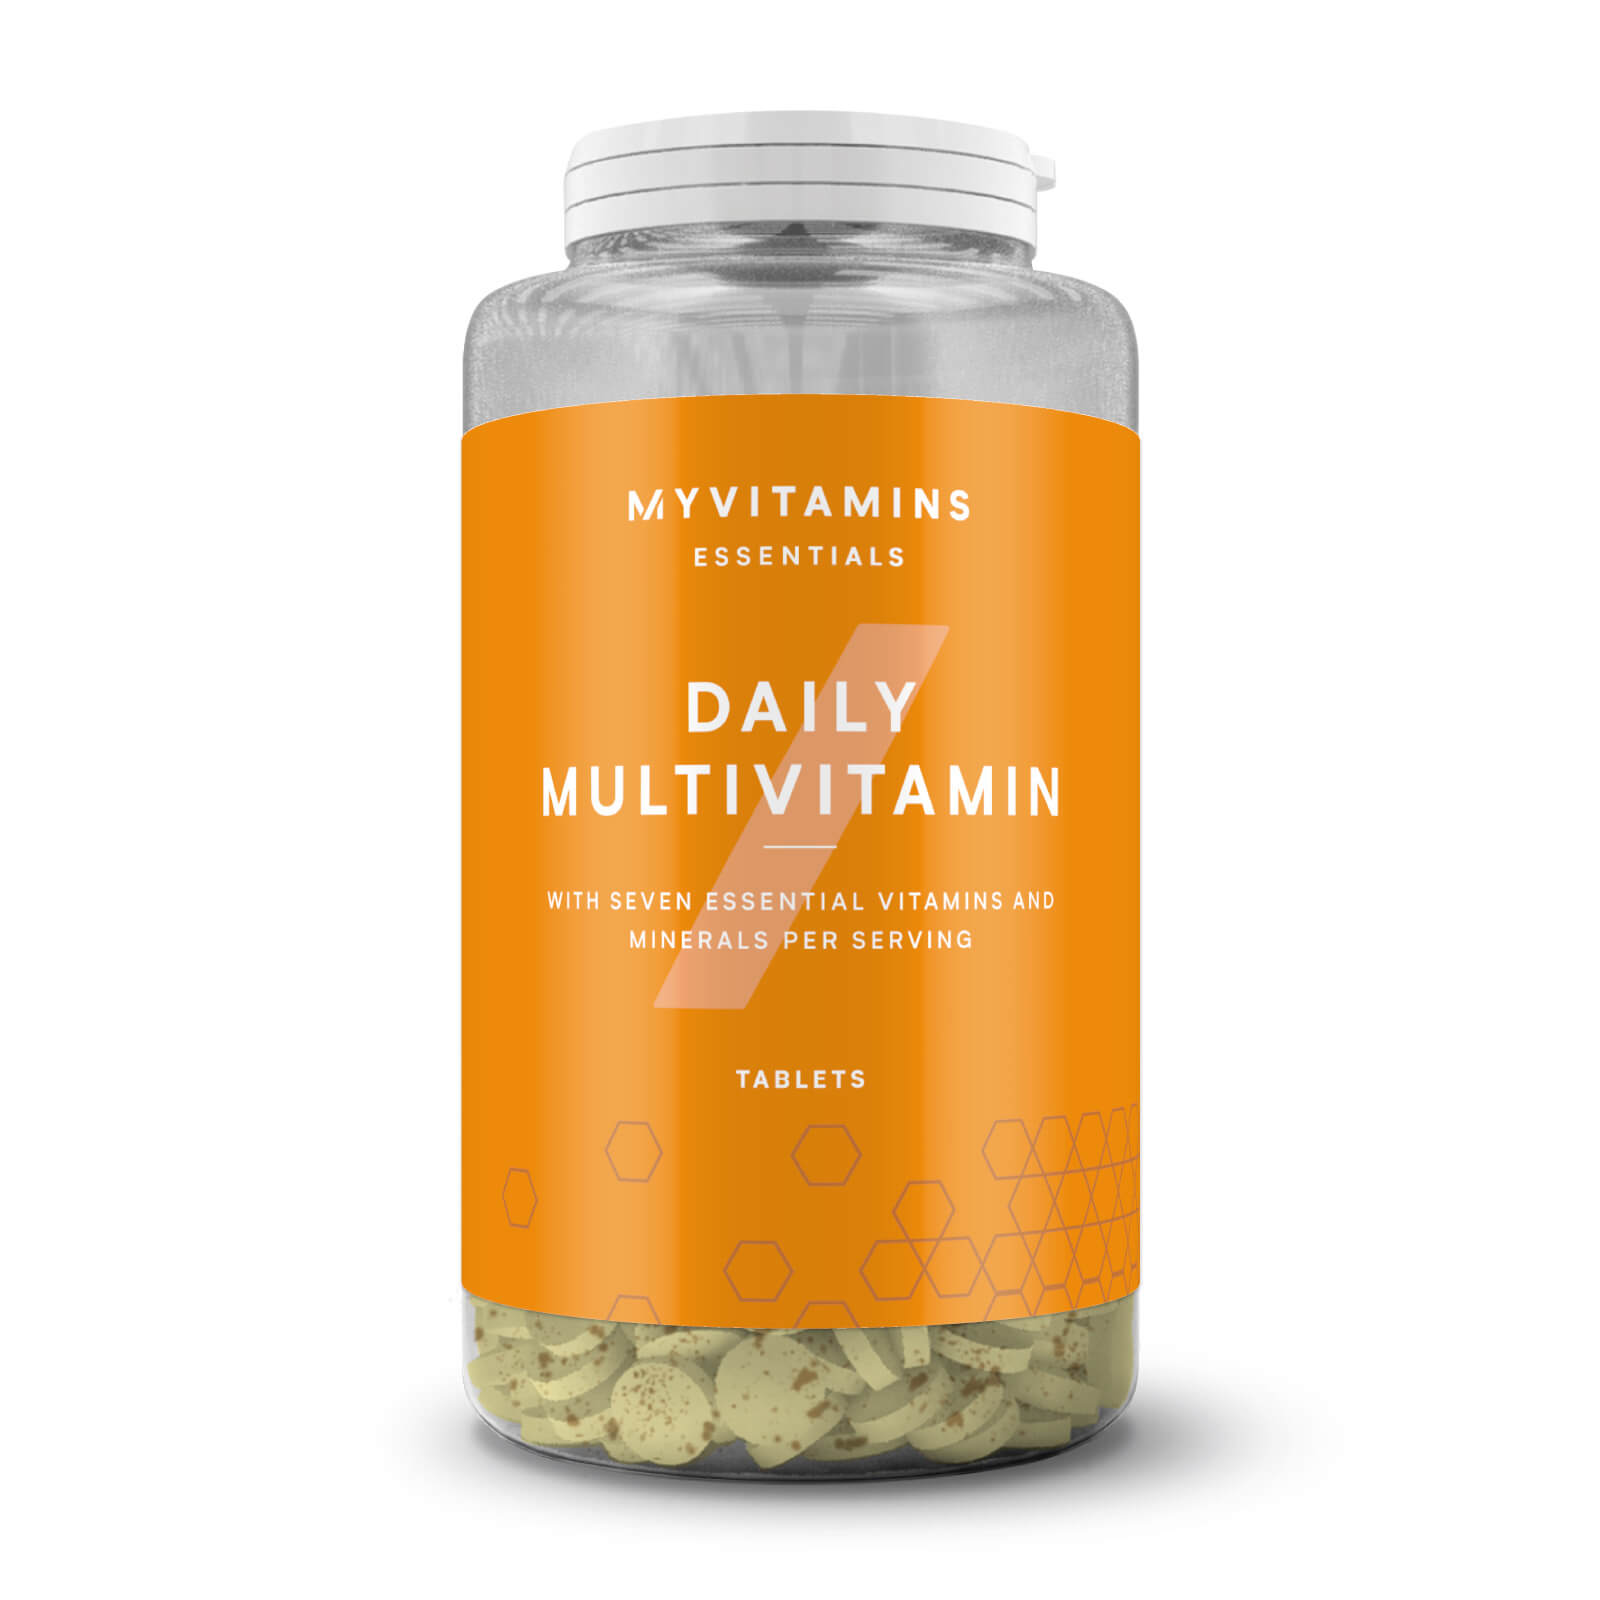 MYVITAMINS
ESSENTIALS
DAILY
MULTIVITAMIN
WITH SEVEN ESSENTIAL VITAMINS AND
MINERALS PER SERVING
TABLETS